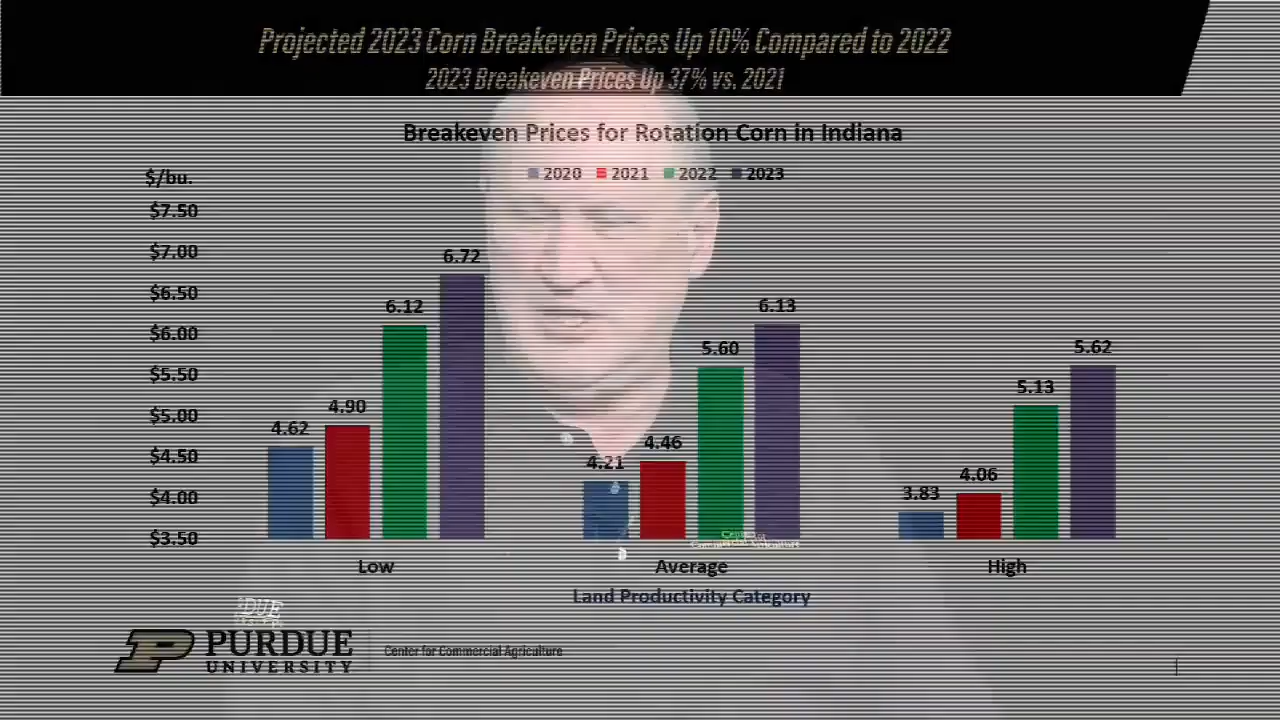 Projected 2023 Corn Breakeven Prices Up 10% Compared to 2022
2023 Breakeven Prices Up 37% vs. 2021
Breakeven Prices for Rotation Corn in Indiana
$/bu.
2020 2021 2022 2023
$7.50
$7.00
$6.50
$6.00
$5.50
$5.00
$4.50
$4.00
$3.50
4.62 4.90 6.12 6.72
4.21 4.46 5.60 6.13
3.83 4.06 5.13 5.62
Low Average High
Land Productivity Category
PURDUE
UNIVERSITY
Center for Commercial Agriculture